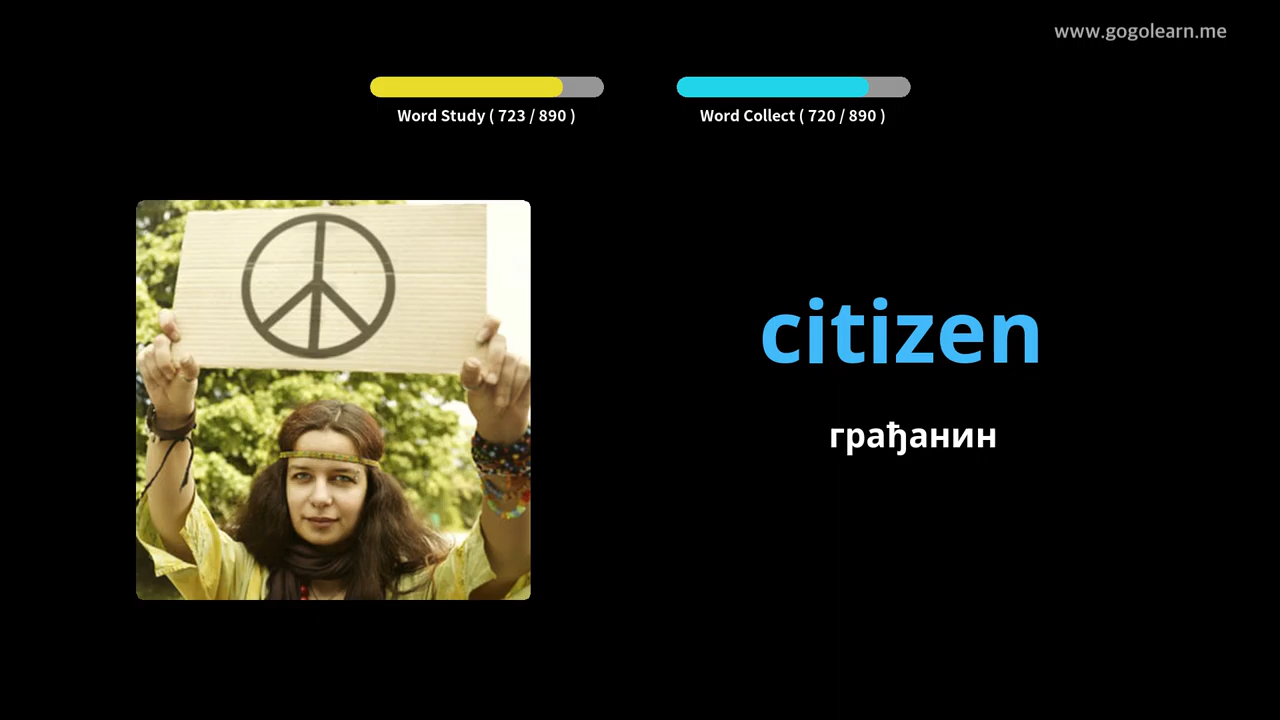 www.gogolearn.me
Word Study ( 723 / 890 )
Word Collect ( 720 / 890 )
citizen
грађанин